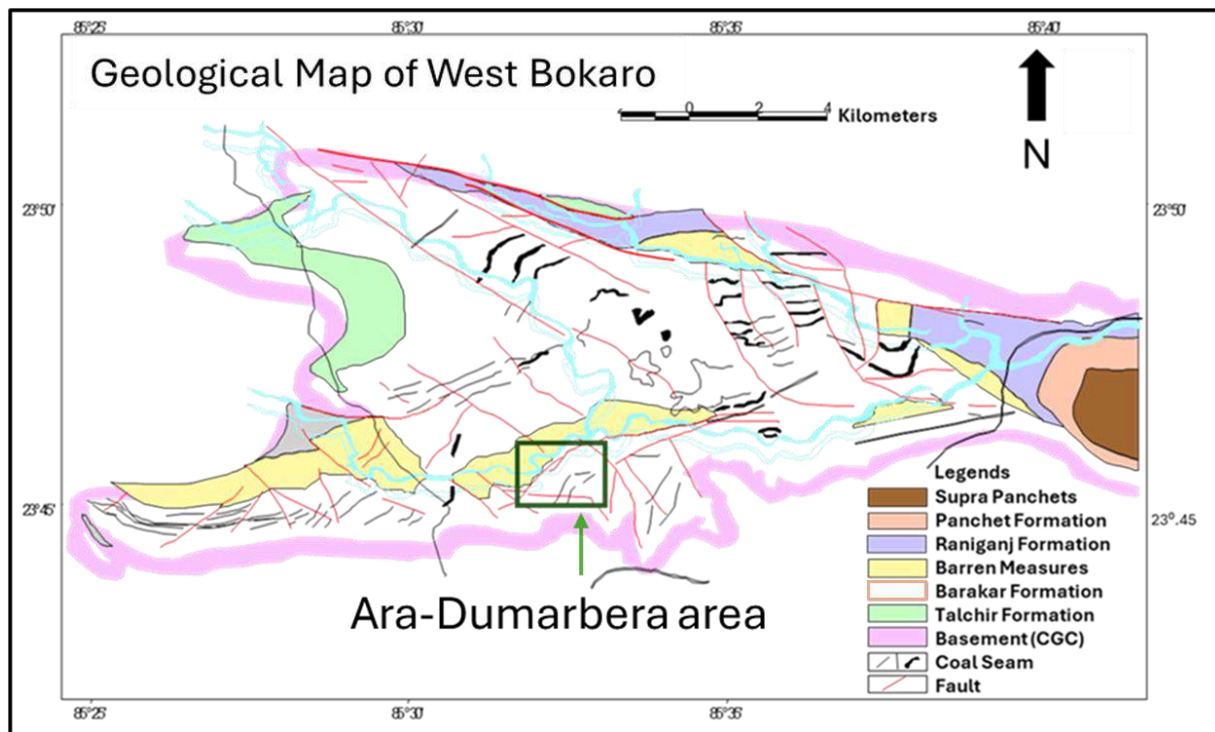 85°25' 85°30' 85°35' 85°40'
Geological Map of West Bokaro
0 2 4
Kilometers
N
23°50' 23°50'
Legends
Supra Panchets
23°45' 23°.45
Panchet Formation
Raniganj Formation
Barren Measures
Barakar Formation
Talchir Formation
Basement (CGC)
Coal Seam
Fault
Ara-Dumarbera area
85°25' 85°30' 85°35'